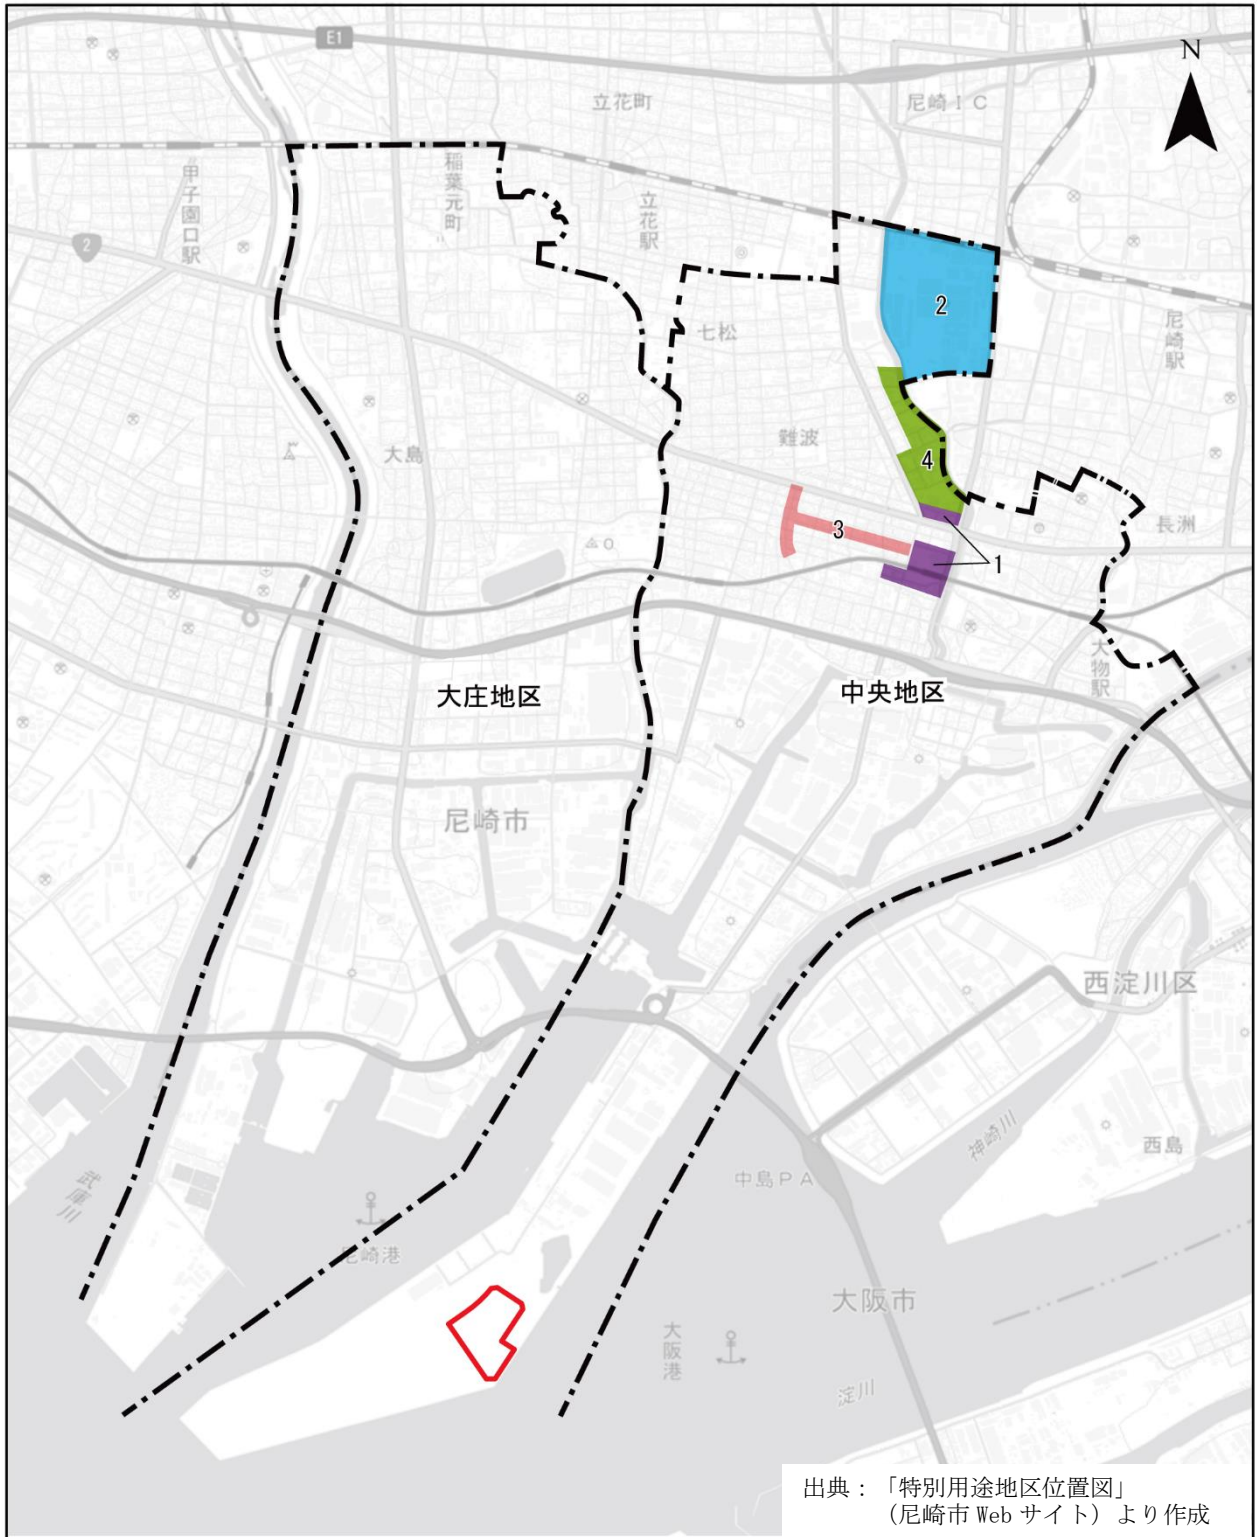 E1
N
立花町
尼崎ＩＣ
甲子園口駅
稲葉元町
立花駅
2
2
七松
尼崎駅
大島
難波
4
長洲
3
1
大物駅
大庄地区
中央地区
尼崎市
西淀川区
神崎川
西島
武庫川
中島ＰＡ
尼崎港
大阪市
大阪港
淀川
出典：「特別用途地区位置図」
（尼崎市 Web サイト）より作成